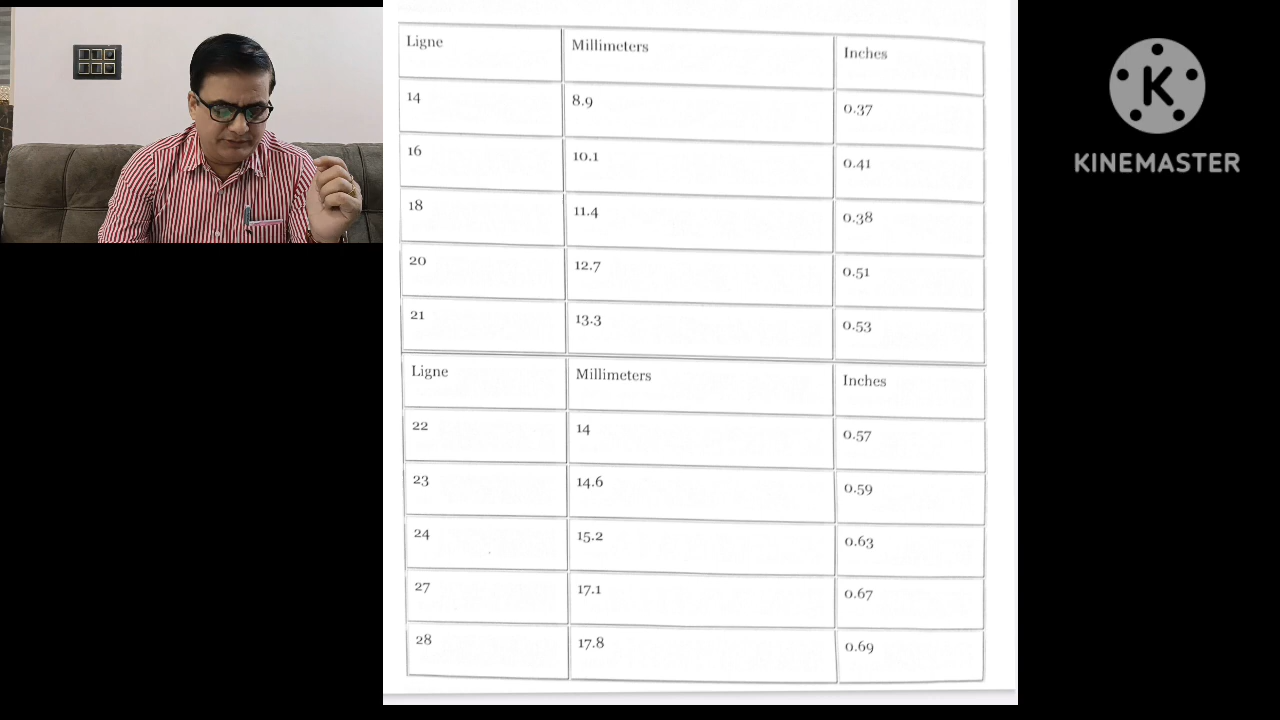 Ligne Millimeters Inches
14 8.9 0.37
16 10.1 0.41
18 11.4 0.38
20 12.7 0.51
21 13.3 0.53
Ligne Millimeters Inches
22 14 0.57
23 14.6 0.59
24 15.2 0.63
27 17.1 0.67
28 17.8 0.69
K
KINEMASTER